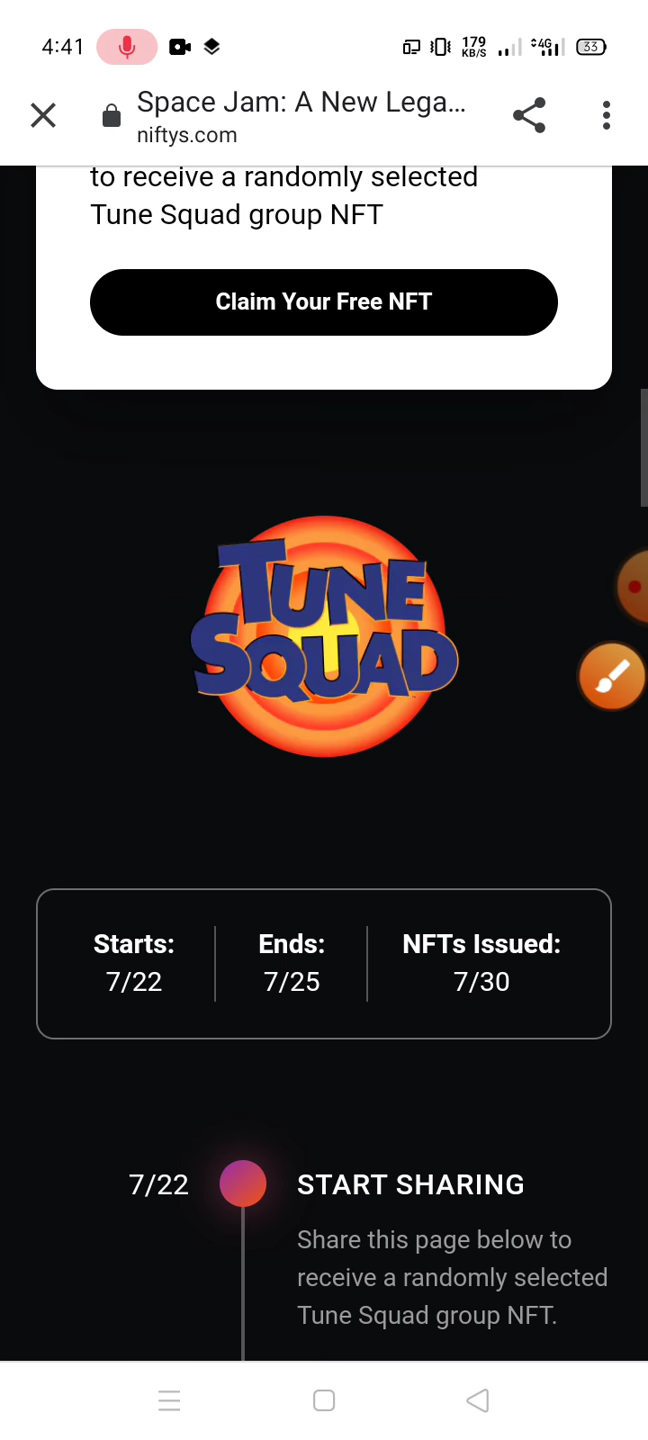 4:41
179
KB/S
4G
33
Space Jam: A New Lega...
niftys.com
to receive a randomly selected
Tune Squad group NFT
Claim Your Free NFT
TUNE
SQUAD
Starts:
7/22
Ends:
7/25
NFTs Issued:
7/30
7/22
START SHARING
Share this page below to
receive a randomly selected
Tune Squad group NFT.